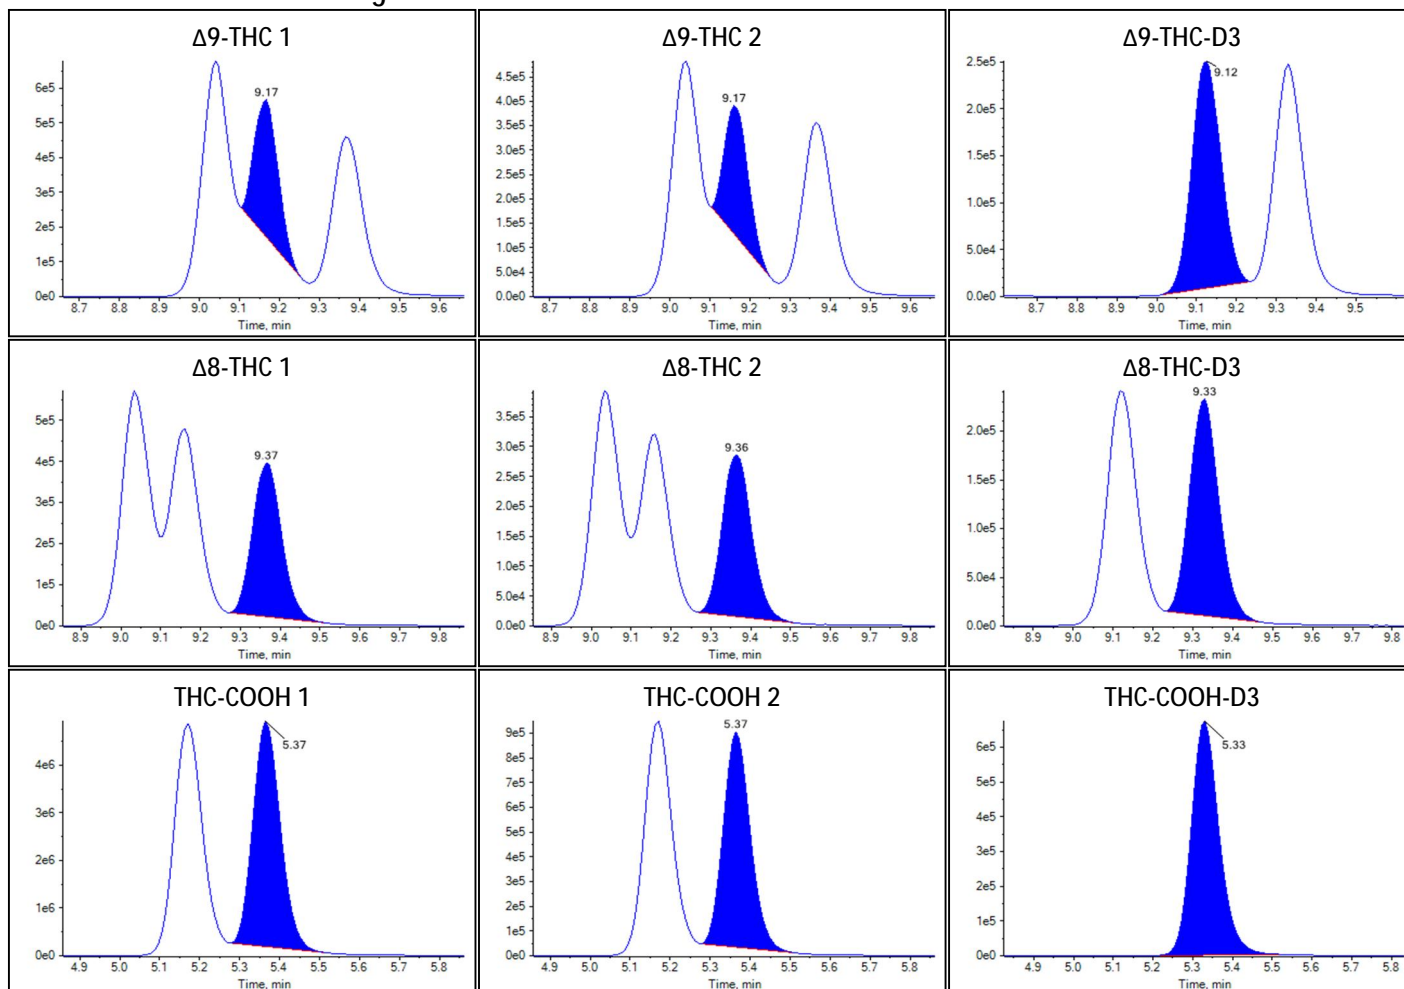 g
Δ9-THC 1
6e5
5e5
4e5
3e5
2e5
1e5
0e0
9.17
8.7 8.8 8.9 9.0 9.1 9.2 9.3 9.4 9.5 9.6
Time, min
Δ9-THC 2
4.5e5
4.0e5
3.5e5
3.0e5
2.5e5
2.0e5
1.5e5
1.0e5
5.0e4
0.0e0
9.17
8.7 8.8 8.9 9.0 9.1 9.2 9.3 9.4 9.5 9.6
Time, min
Δ9-THC-D3
2.5e5
2.0e5
1.5e5
1.0e5
5.0e4
0.0e0
9.12
8.7 8.8 8.9 9.0 9.1 9.2 9.3 9.4 9.5
Time, min
Δ8-THC 1
5e5
4e5
3e5
2e5
1e5
0e0
9.37
8.9 9.0 9.1 9.2 9.3 9.4 9.5 9.6 9.7 9.8
Time, min
Δ8-THC 2
3.5e5
3.0e5
2.5e5
2.0e5
1.5e5
1.0e5
5.0e4
0.0e0
9.36
8.9 9.0 9.1 9.2 9.3 9.4 9.5 9.6 9.7 9.8
Time, min
Δ8-THC-D3
2.0e5
1.5e5
1.0e5
5.0e4
0.0e0
9.33
8.9 9.0 9.1 9.2 9.3 9.4 9.5 9.6 9.7 9.8
Time, min
THC-COOH 1
4e6
3e6
2e6
1e6
0e0
5.37
4.9 5.0 5.1 5.2 5.3 5.4 5.5 5.6 5.7 5.8
Time, min
THC-COOH 2
9e5
8e5
7e5
6e5
5e5
4e5
3e5
2e5
1e5
0e0
5.37
4.9 5.0 5.1 5.2 5.3 5.4 5.5 5.6 5.7 5.8
Time, min
THC-COOH-D3
6e5
5e5
4e5
3e5
2e5
1e5
0e0
5.33
4.9 5.0 5.1 5.2 5.3 5.4 5.5 5.6 5.7 5.8
Time, min